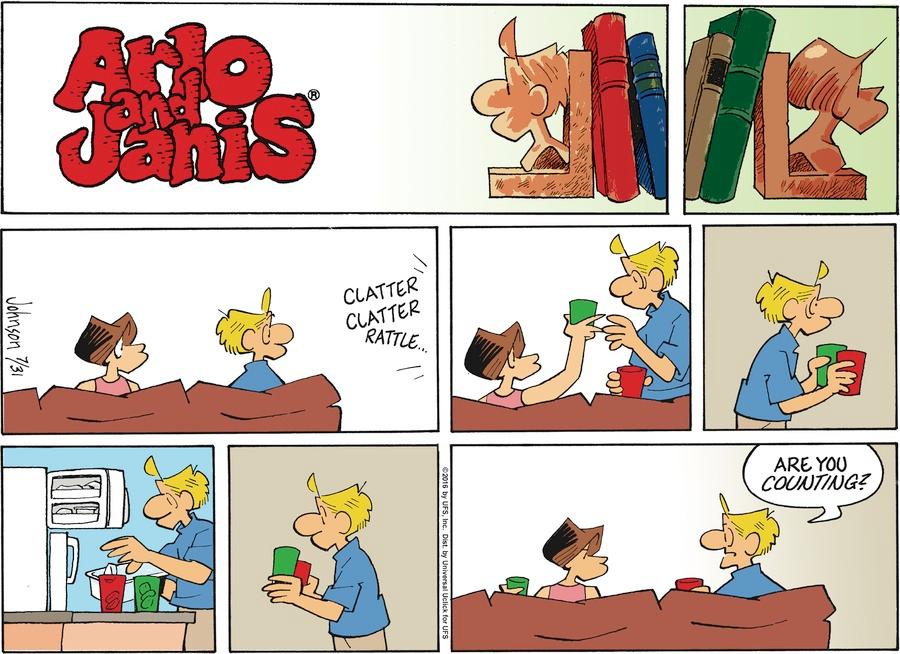 Arlo
and
Janis®
Johnson 7/31
CLATTER
CLATTER
RATTLE...
©2016 by UFS, Inc. Dist. by Universal Uclick for UFS
ARE YOU
COUNTING?